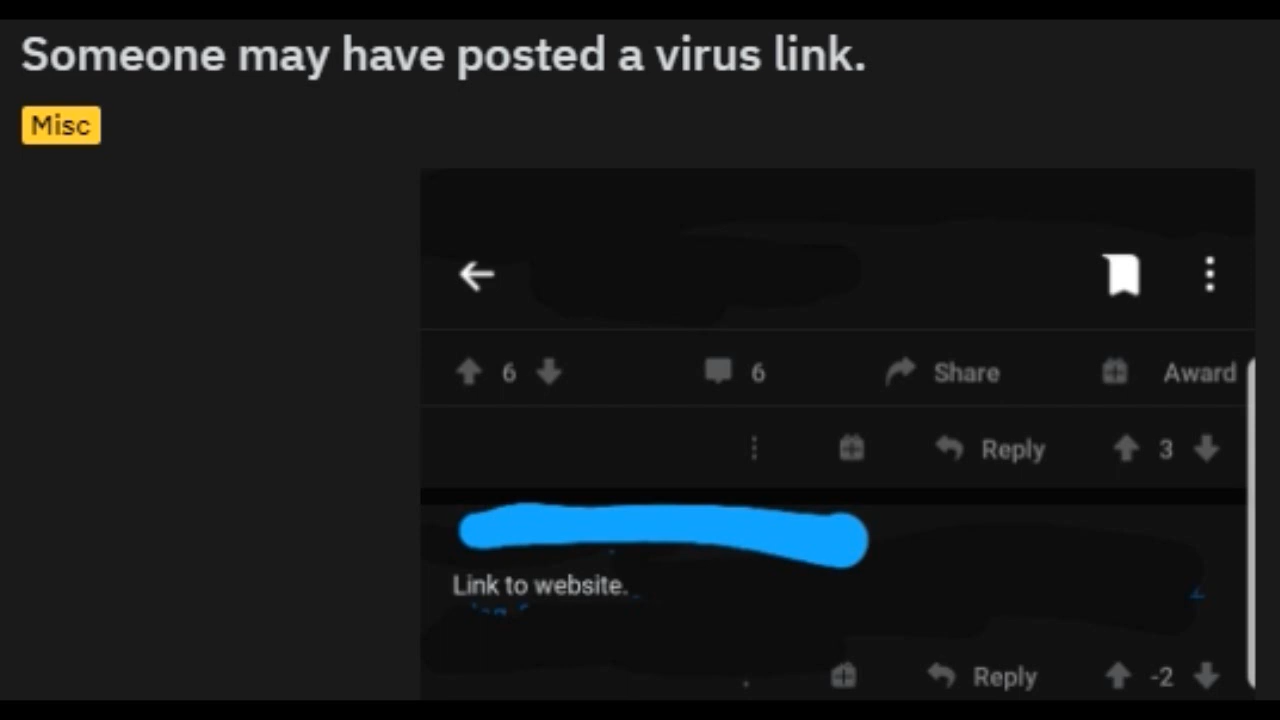 Someone may have posted a virus link.
Misc
6 6 Share Award
Reply 3
Link to website.
Reply -2